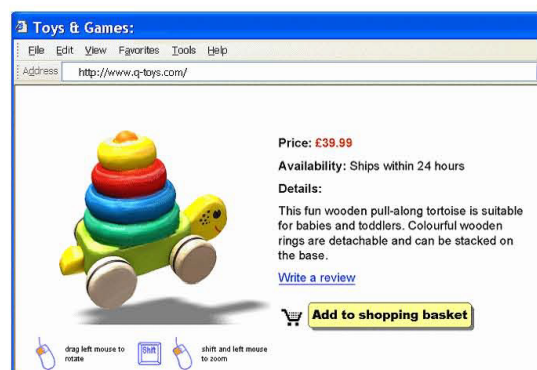 Toys & Games:
File Edit View Favorites Tools Help
Address http://www.q-toys.com/
Price: £39.99
Availability: Ships within 24 hours
Details:
This fun wooden pull-along tortoise is suitable
for babies and toddlers. Colourful wooden
rings are detachable and can be stacked on
the base.
Write a review
Add to shopping basket
drag left mouse to
rotate
Shift
shift and left mouse
to zoom